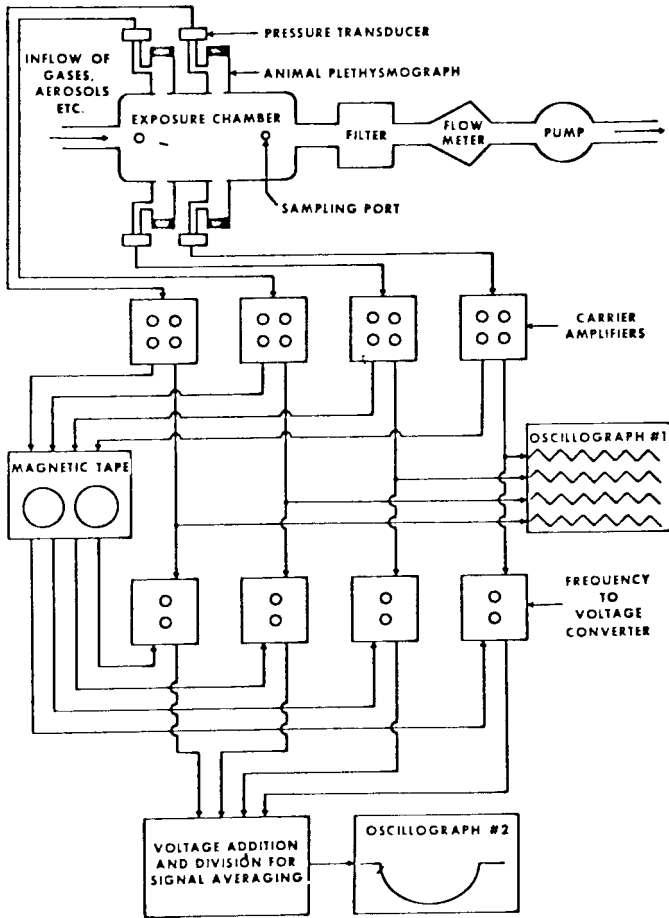 PRESSURE TRANSDUCER
INFLOW OF
GASES,
AEROSOLS
ETC.
ANIMAL PLETHYSMOGRAPH
EXPOSURE CHAMBER
FILTER
FLOW
METER
PUMP
SAMPLING PORT
CARRIER
AMPLIFIERS
MAGNETIC TAPE
OSCILLOGRAPH #1
FREQUENCY
TO
VOLTAGE
CONVERTER
VOLTAGE ADDITION
AND DIVISION FOR
SIGNAL AVERAGING
OSCILLOGRAPH #2